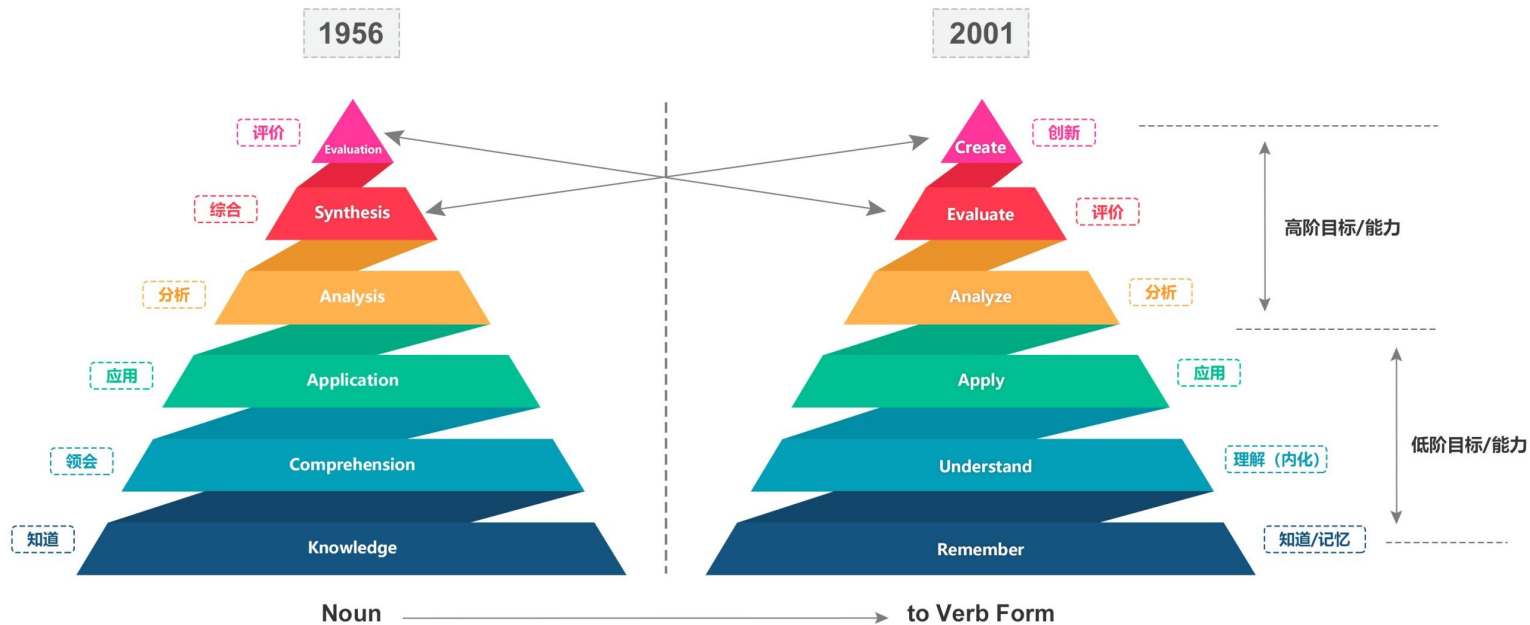 1956
2001
评价
Evaluation
Create
创新
综合
Synthesis
Evaluate
评价
高阶目标/能力
分析
Analysis
Analyze
分析
应用
Application
Apply
应用
低阶目标/能力
领会
Comprehension
Understand
理解（内化）
知道
Knowledge
Remember
知道/记忆
Noun
to Verb Form